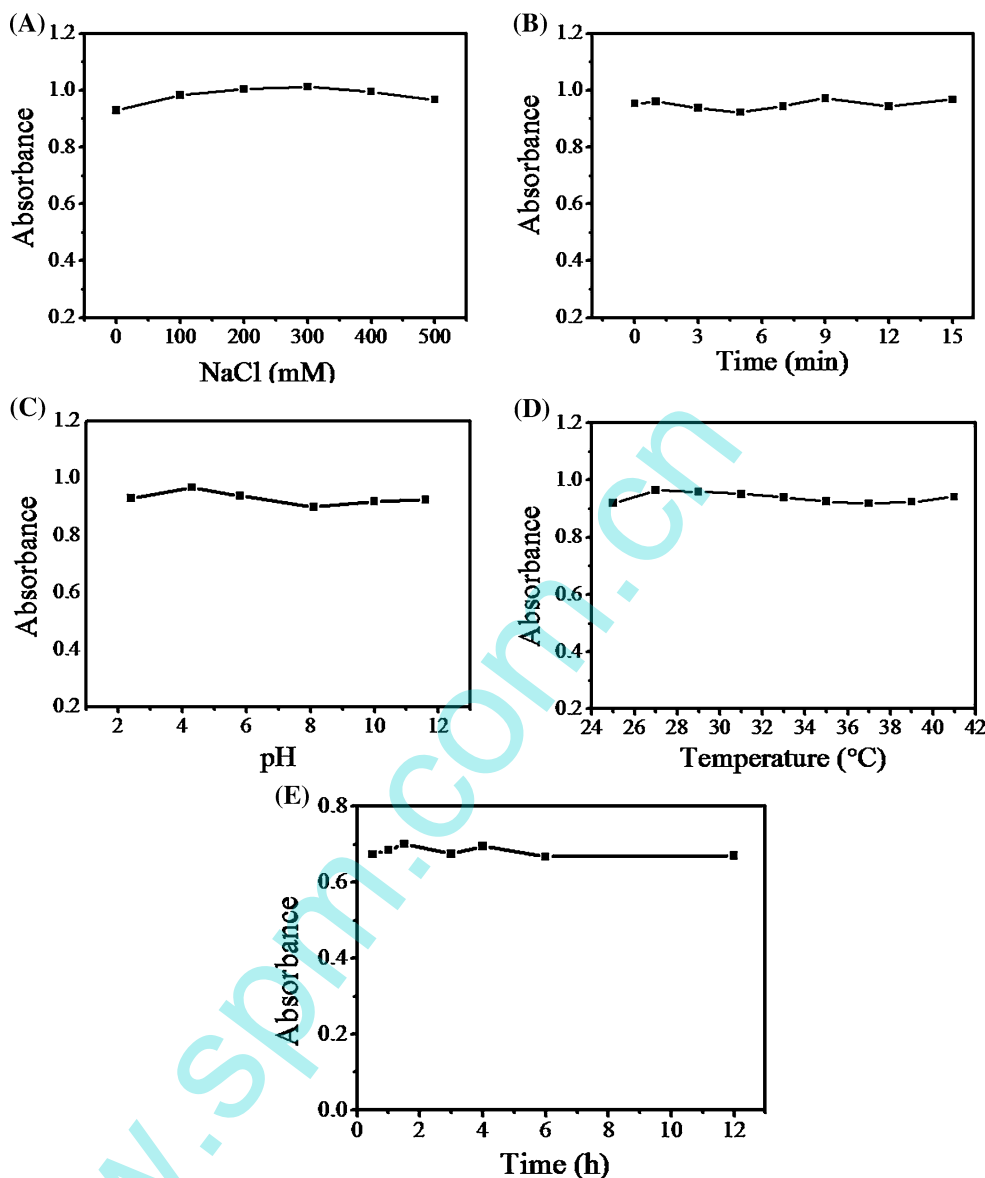 (A)
1.2
1.0
0.8
0.6
0.4
0.2
Absorbance
0 100 200 300 400 500
NaCl (mM)
(B)
1.2
1.0
0.8
0.6
0.4
0.2
Absorbance
0 3 6 9 12 15
Time (min)
(C)
1.2
1.0
0.8
0.6
0.4
0.2
Absorbance
2 4 6 8 10 12
pH
(D)
1.2
1.0
0.8
0.6
0.4
0.2
Absorbance
24 26 28 30 32 34 36 38 40 42
Temperature (°C)
(E)
0.8
0.6
0.4
0.2
0.0
Absorbance
0 2 4 6 8 10 12
Time (h)
w.spm.com.cn